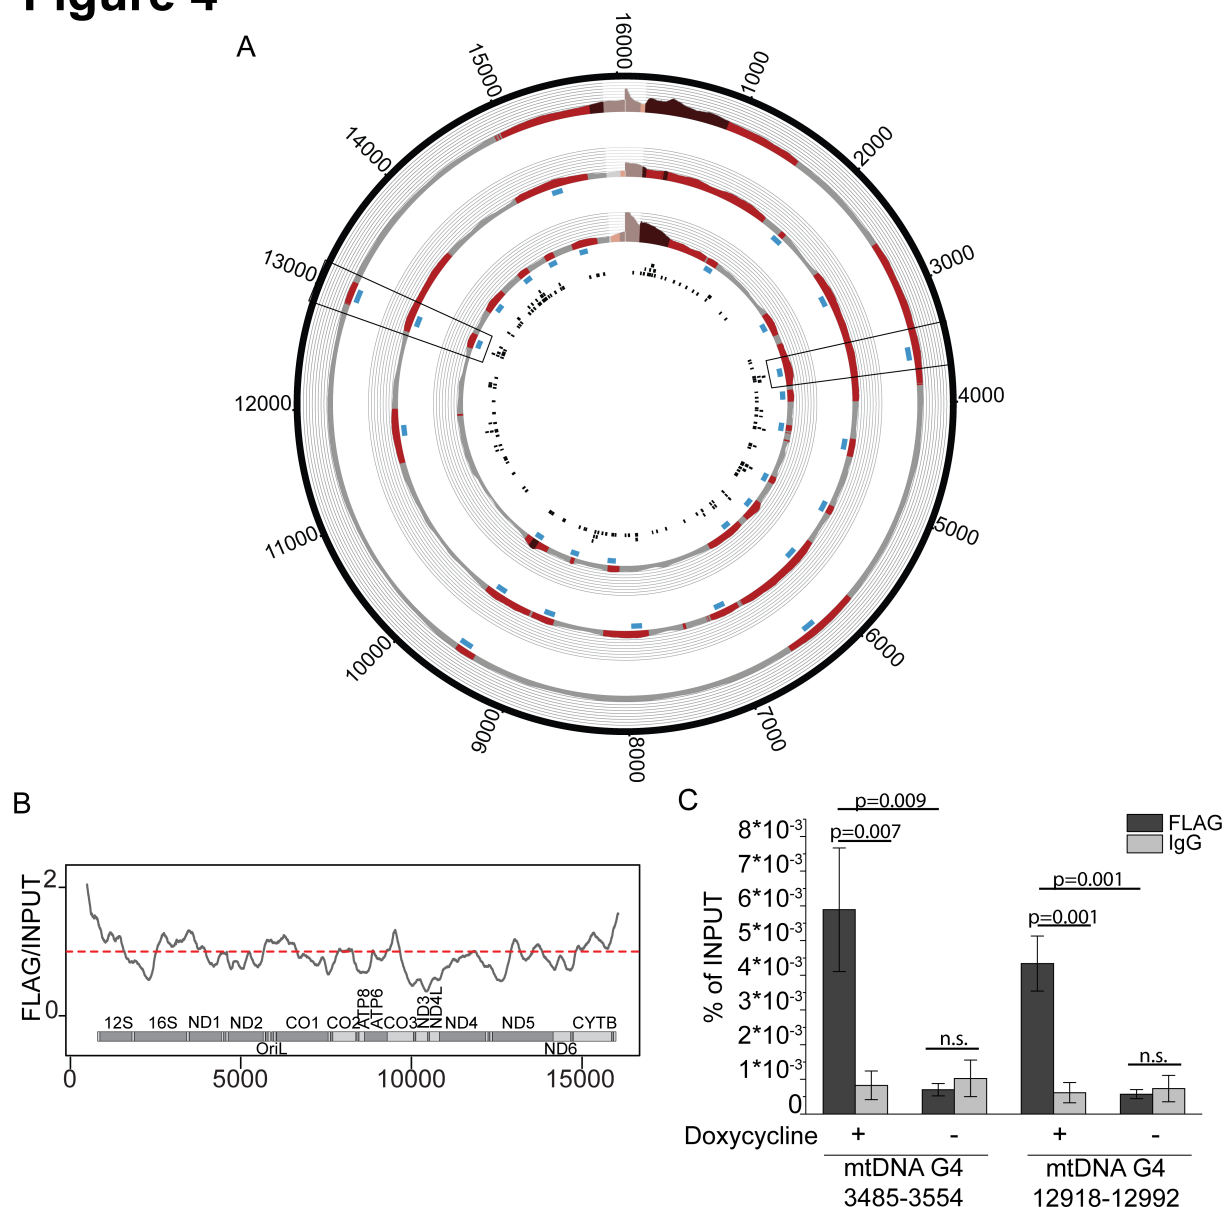 Figure 4
A
16000
1000
2000
3000
4000
5000
6000
7000
8000
9000
10000
11000
12000
13000
14000
15000
B
FLAG/INPUT
2
0
12S 16S ND1 ND2 CO1 CO2 ATP8 ATP6 CO3 ND3 ND4L ND4 ND5 CYTB
OriL ND6
0 5000 10000 15000
C
p=0.009
p=0.007
FLAG
IgG
p=0.001
p=0.001
n.s.
n.s.
% of INPUT
8*10-3
7*10-3
6*10-3
5*10-3
4*10-3
3*10-3
2*10-3
1*10-3
0
Doxycycline + - + -
mtDNA G4 mtDNA G4
3485-3554 12918-12992